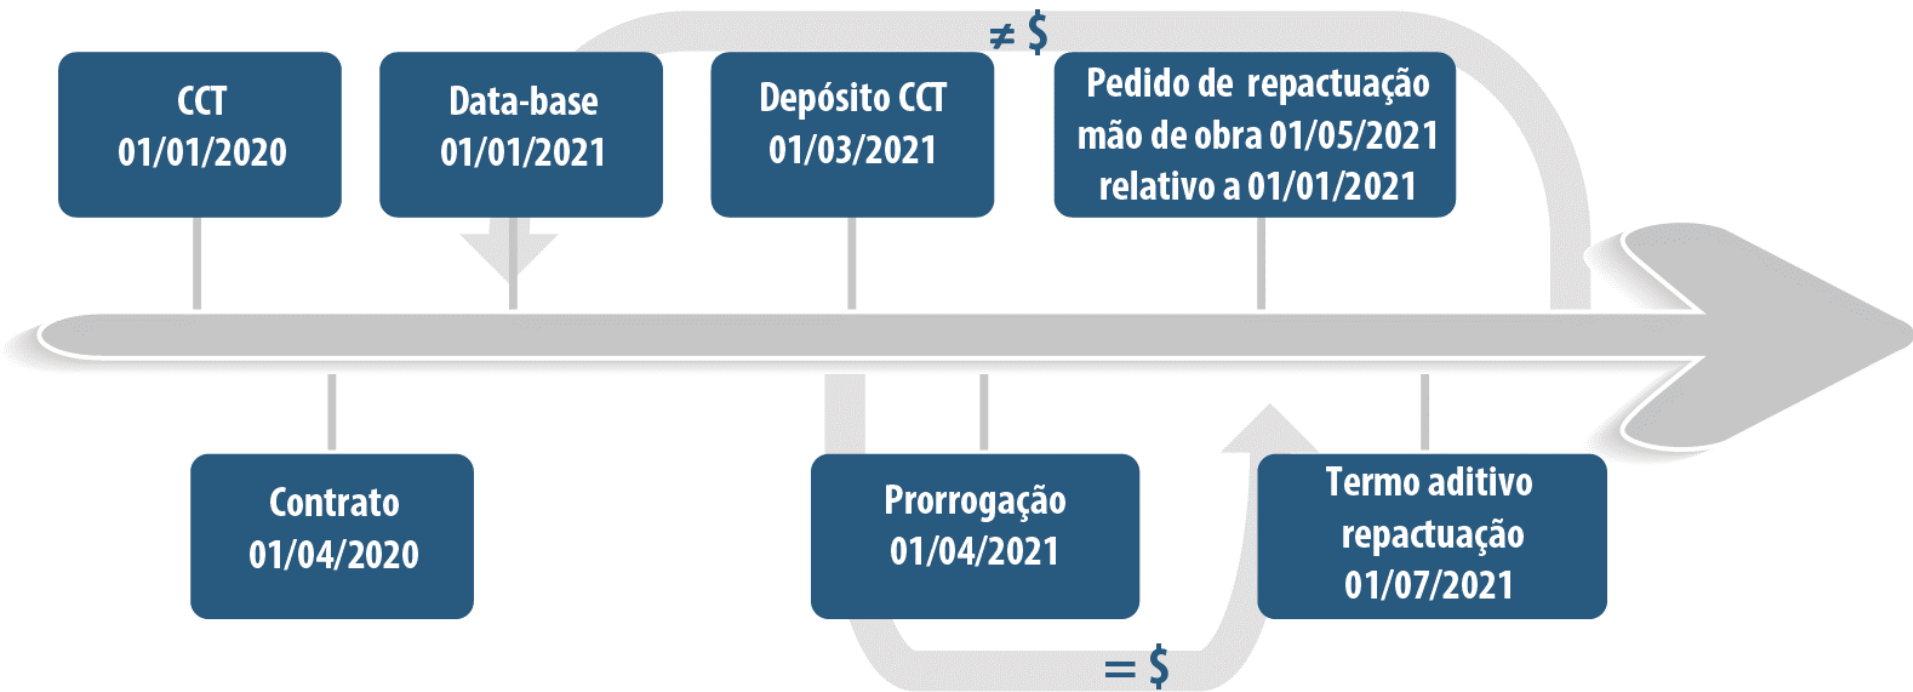 ≠ $
CCT
01/01/2020
Data-base
01/01/2021
Depósito CCT
01/03/2021
Pedido de repactuação
mão de obra 01/05/2021
relativo a 01/01/2021
Contrato
01/04/2020
Prorrogação
01/04/2021
Termo aditivo
repactuação
01/07/2021
= $